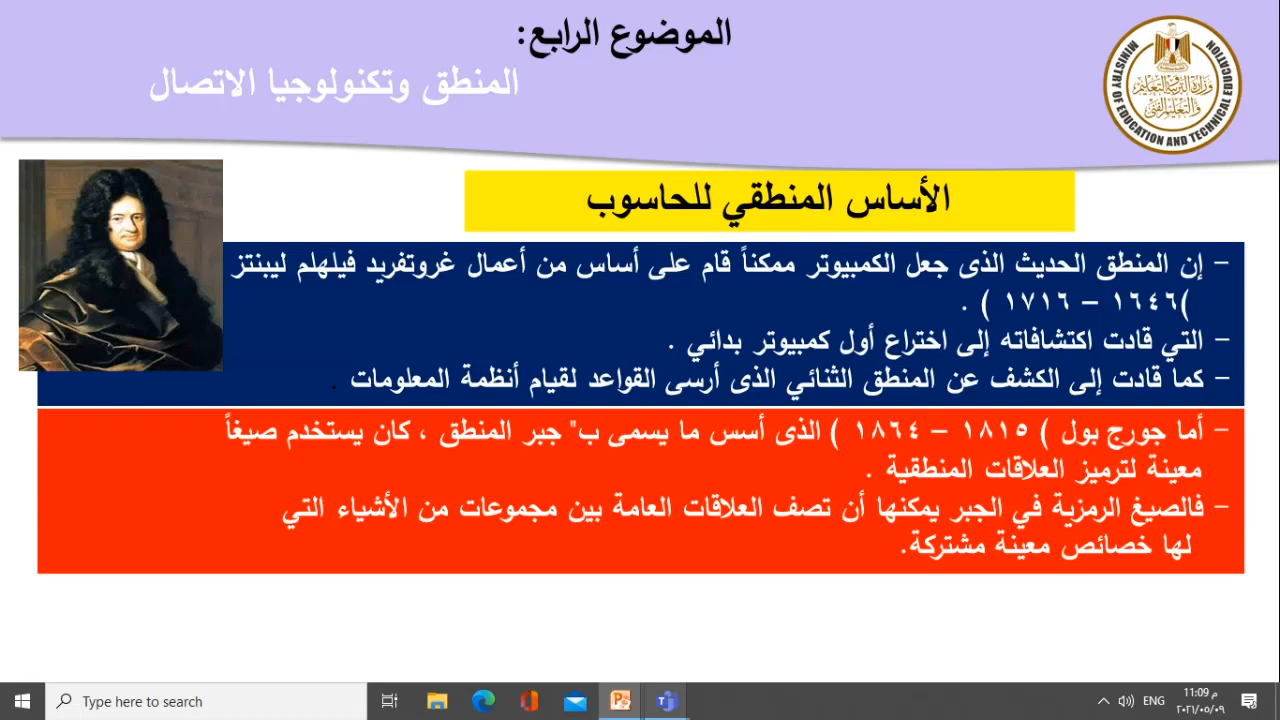 الموضوع الرابع:
المنطق وتكنولوجيا الاتصال
وزارة التربية والتعليم
والتعليم الفني
MINISTRY OF EDUCATION AND TECHNICAL EDUCATION
الأساس المنطقي للحاسوب
– إن المنطق الحديث الذى جعل الكمبيوتر ممكناً قام على أساس من أعمال غروتفريد فيلهلم ليبنتز
)١٦٤٦ – ١٧١٦ ) .
– التي قادت اكتشافاته إلى اختراع أول كمبيوتر بدائي .
– كما قادت إلى الكشف عن المنطق الثنائي الذى أرسى القواعد لقيام أنظمة المعلومات .
– أما جورج بول )١٨١٥ – ١٨٦٤ ) الذى أسس ما يسمى ب" جبر المنطق ، كان يستخدم صيغاً
معينة لترميز العلاقات المنطقية .
– فالصيغ الرمزية في الجبر يمكنها أن تصف العلاقات العامة بين مجموعات من الأشياء التي
لها خصائص معينة مشتركة.
Type here to search
ENG
11:09 م
٢٠٢١/٠٥/٠٩